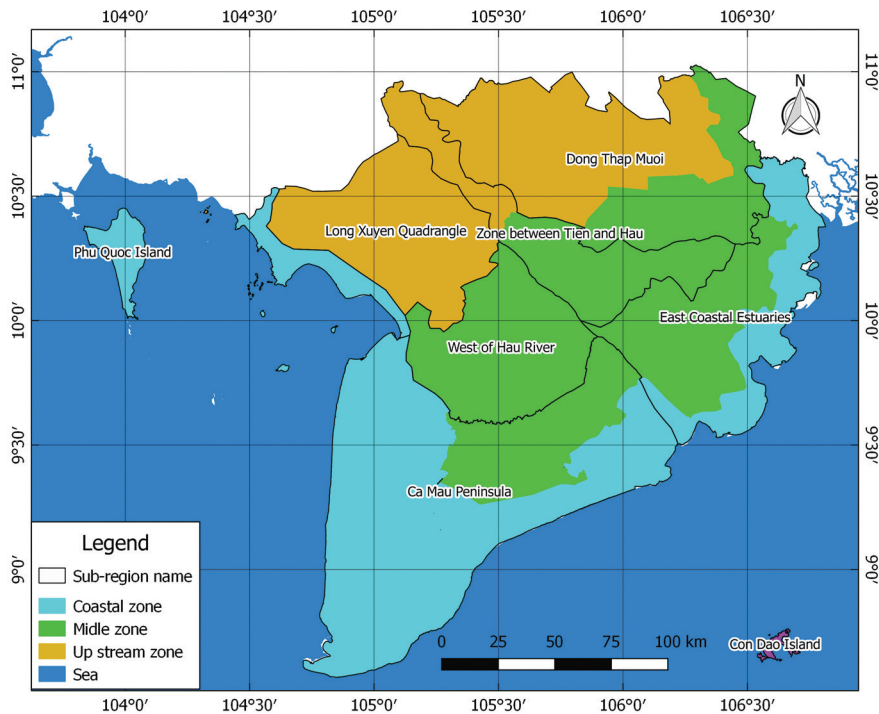 104°0′ 104°30′ 105°0′ 105°30′ 106°0′ 106°30′
11°0′ 11°0′
N
Dong Thap Muoi
10°30′ 10°30′
Long Xuyen Quadrangle
Zone between Tien and Hau
Phu Quoc Island
10°0′ 10°0′
East Coastal Estuaries
West of Hau River
9°30′ 9°30′
Ca Mau Peninsula
Legend
Sub-region name
Coastal zone
Midle zone
Up stream zone
Sea
9°0′ 9°0′
0 25 50 75 100 km
Con Dao Island
104°0′ 104°30′ 105°0′ 105°30′ 106°0′ 106°30′